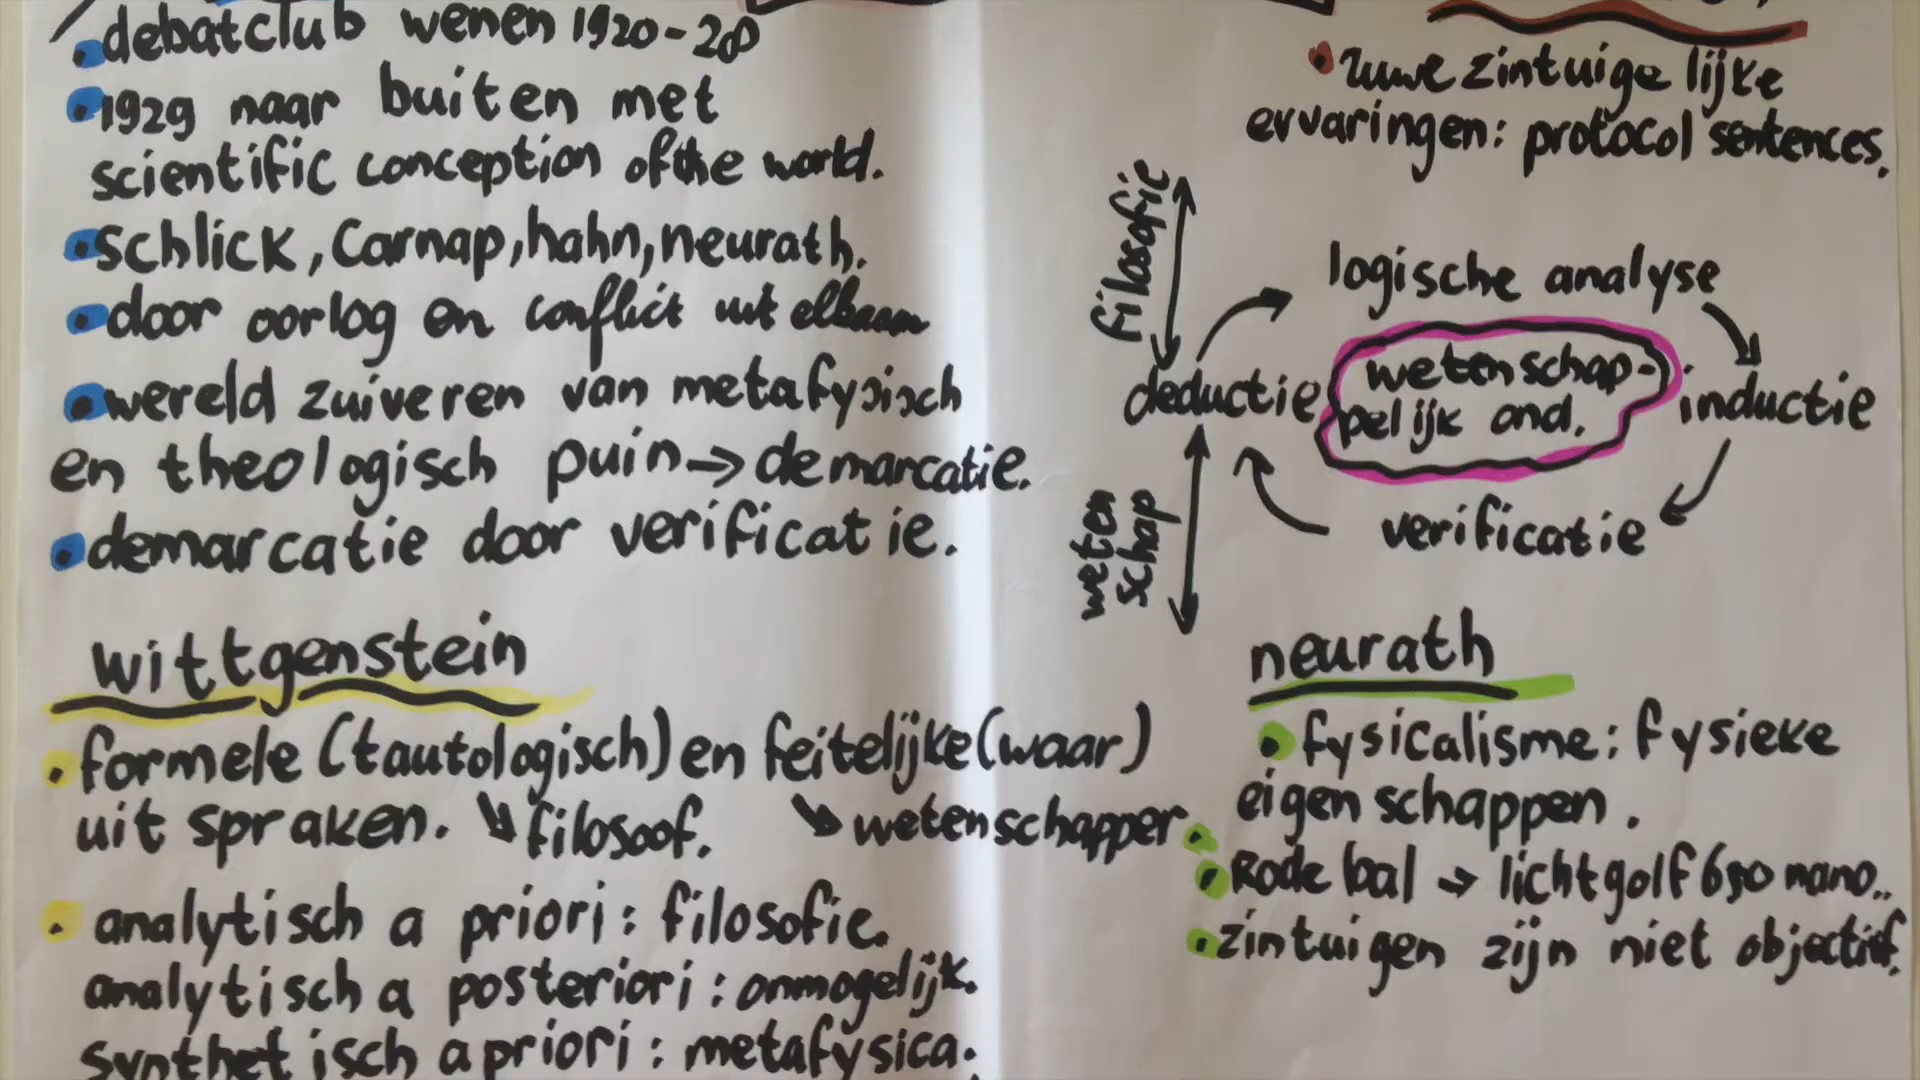 debatclub wenen 1920-28
1929 naar buiten met
scientific conception of the world.
schlick, Carnap, hahn, neurath.
door oorlog en conflict uit elkaar
wereld zuiveren van metafysisch
en theologisch puin → demarcatie.
demarcatie door verificatie.
wittgenstein
formele (tautologisch) en feitelijke (waar)
uitspraken. ↘ filosoof. ↘ wetenschapper.
analytisch a priori: filosofie.
analytisch a posteriori: onmogelijk.
synthetisch a priori: metafysica.
ruwe zintuigelijke
ervaringen: protocol sentences.
filosofie
logische analyse
deductie
wetenschap-
pelijk ond.
inductie
weten
schap
verificatie
neurath
fysicalisme: fysieke
eigenschappen.
Rode bal → lichtgolf 650 nano..
zintuigen zijn niet objectief.